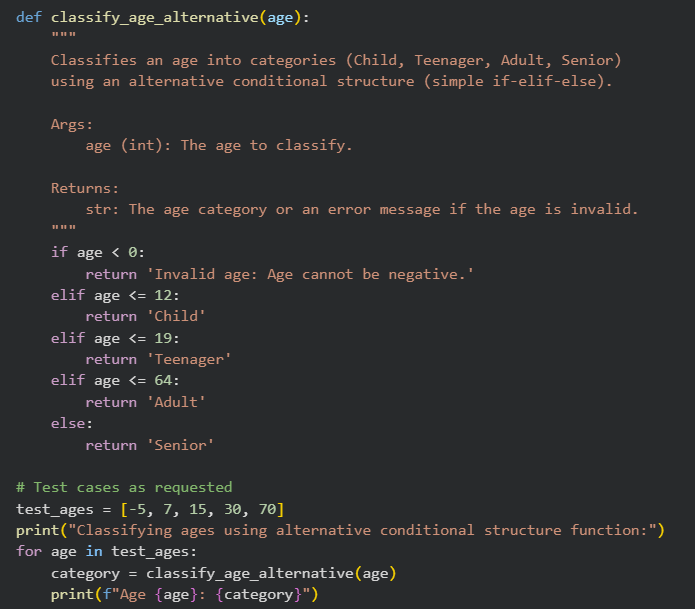 def classify_age_alternative(age):
    """
    Classifies an age into categories (Child, Teenager, Adult, Senior)
    using an alternative conditional structure (simple if-elif-else).

    Args:
        age (int): The age to classify.

    Returns:
        str: The age category or an error message if the age is invalid.
    """
    if age < 0:
        return 'Invalid age: Age cannot be negative.'
    elif age <= 12:
        return 'Child'
    elif age <= 19:
        return 'Teenager'
    elif age <= 64:
        return 'Adult'
    else:
        return 'Senior'

# Test cases as requested
test_ages = [-5, 7, 15, 30, 70]
print("Classifying ages using alternative conditional structure function:")
for age in test_ages:
    category = classify_age_alternative(age)
    print(f"Age {age}: {category}")